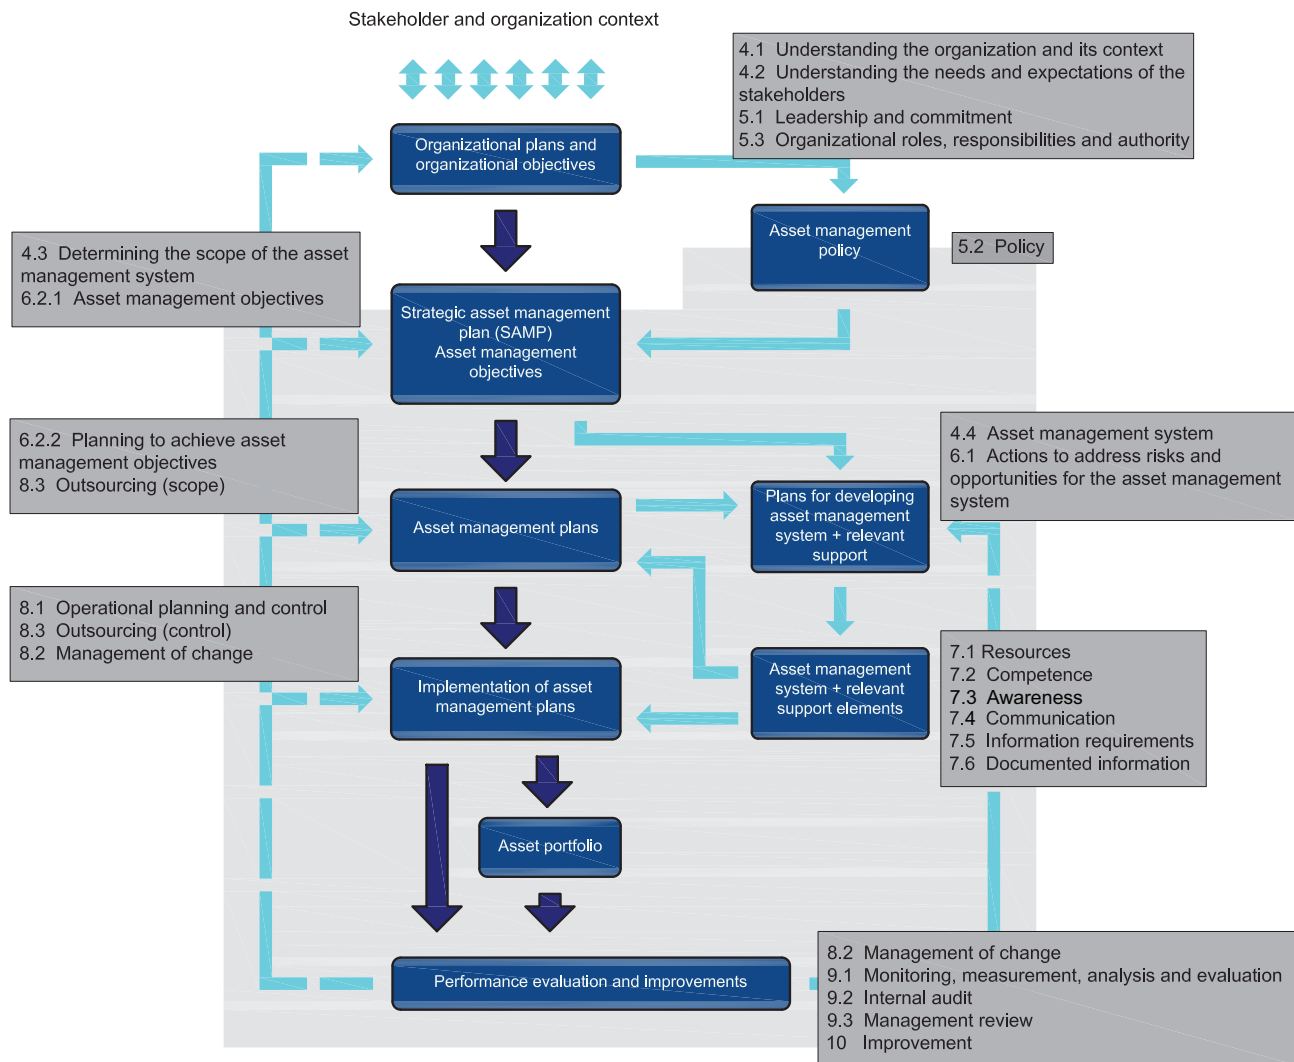 Stakeholder and organization context
4.1 Understanding the organization and its context
4.2 Understanding the needs and expectations of the
stakeholders
5.1 Leadership and commitment
5.3 Organizational roles, responsibilities and authority
Organizational plans and
organizational objectives
Asset management
policy
5.2 Policy
4.3 Determining the scope of the asset
management system
6.2.1 Asset management objectives
Strategic asset management
plan (SAMP)
Asset management
objectives
6.2.2 Planning to achieve asset
management objectives
8.3 Outsourcing (scope)
4.4 Asset management system
6.1 Actions to address risks and
opportunities for the asset management
system
Asset management plans
Plans for developing
asset management
system + relevant
support
8.1 Operational planning and control
8.3 Outsourcing (control)
8.2 Management of change
Implementation of asset
management plans
Asset management
system + relevant
support elements
7.1 Resources
7.2 Competence
7.3 Awareness
7.4 Communication
7.5 Information requirements
7.6 Documented information
Asset portfolio
Performance evaluation and improvements
8.2 Management of change
9.1 Monitoring, measurement, analysis and evaluation
9.2 Internal audit
9.3 Management review
10 Improvement